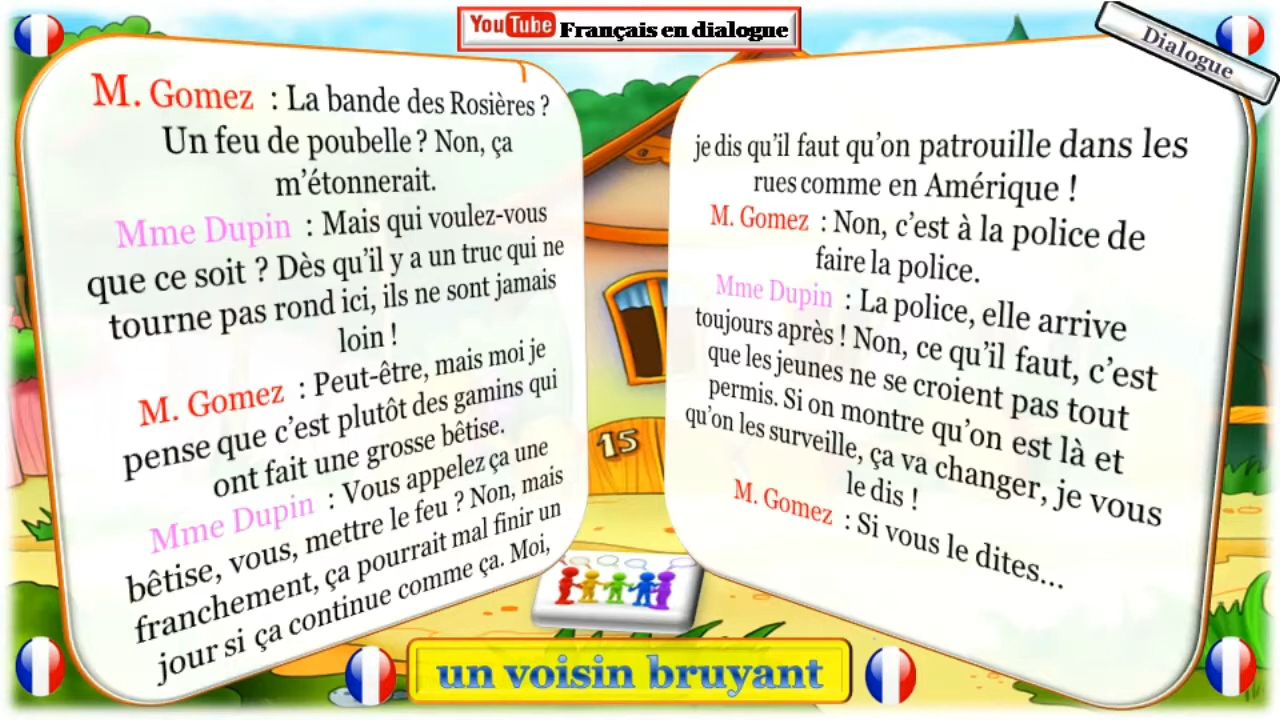 YouTube Français en dialogue
Dialogue
M. Gomez : La bande des Rosières ?
Un feu de poubelle ? Non, ça
m'étonnerait.
Mme Dupin : Mais qui voulez-vous
que ce soit ? Dès qu'il y a un truc qui ne
tourne pas rond ici, ils ne sont jamais
loin !
M. Gomez : Peut-être, mais moi je
pense que c'est plutôt des gamins qui
ont fait une grosse bêtise.
Mme Dupin : Vous appelez ça une
bêtise, vous, mettre le feu ? Non, mais
franchement, ça pourrait mal finir un
jour si ça continue comme ça. Moi,
je dis qu'il faut qu'on patrouille dans les
rues comme en Amérique !
M. Gomez : Non, c'est à la police de
faire la police.
Mme Dupin : La police, elle arrive
toujours après ! Non, ce qu'il faut, c'est
que les jeunes ne se croient pas tout
permis. Si on montre qu'on est là et
qu'on les surveille, ça va changer, je vous
le dis !
M. Gomez : Si vous le dites...
15
un voisin bruyant